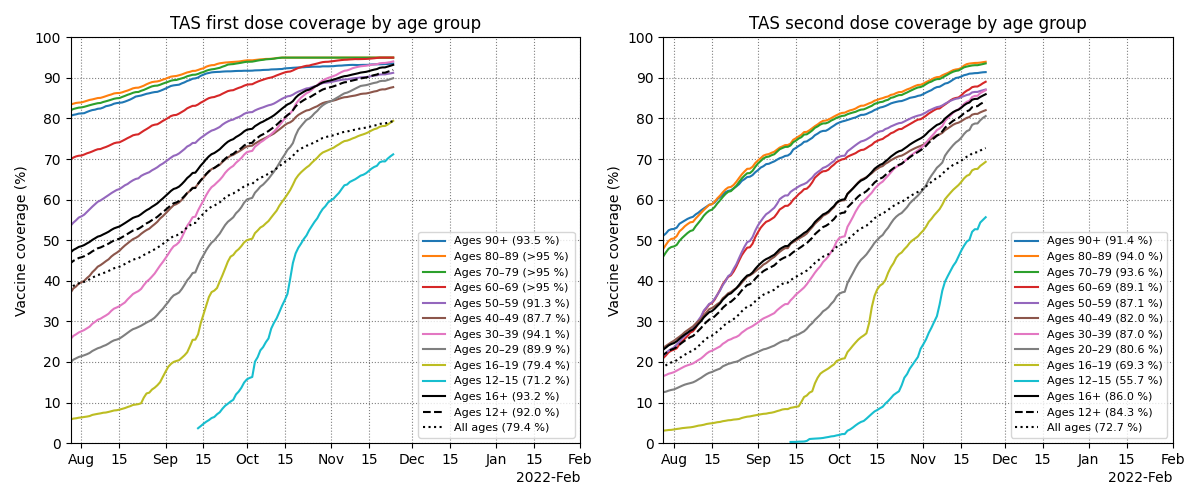 TAS first dose coverage by age group
Vaccine coverage (%)
100
90
80
70
60
50
40
30
20
10
0
Aug 15 Sep 15 Oct 15 Nov 15 Dec 15 Jan 15 Feb
2022-Feb
Ages 90+ (93.5 %)
Ages 80–89 (>95 %)
Ages 70–79 (>95 %)
Ages 60–69 (>95 %)
Ages 50–59 (91.3 %)
Ages 40–49 (87.7 %)
Ages 30–39 (94.1 %)
Ages 20–29 (89.9 %)
Ages 16–19 (79.4 %)
Ages 12–15 (71.2 %)
Ages 16+ (93.2 %)
Ages 12+ (92.0 %)
All ages (79.4 %)
TAS second dose coverage by age group
Vaccine coverage (%)
100
90
80
70
60
50
40
30
20
10
0
Aug 15 Sep 15 Oct 15 Nov 15 Dec 15 Jan 15 Feb
2022-Feb
Ages 90+ (91.4 %)
Ages 80–89 (94.0 %)
Ages 70–79 (93.6 %)
Ages 60–69 (89.1 %)
Ages 50–59 (87.1 %)
Ages 40–49 (82.0 %)
Ages 30–39 (87.0 %)
Ages 20–29 (80.6 %)
Ages 16–19 (69.3 %)
Ages 12–15 (55.7 %)
Ages 16+ (86.0 %)
Ages 12+ (84.3 %)
All ages (72.7 %)